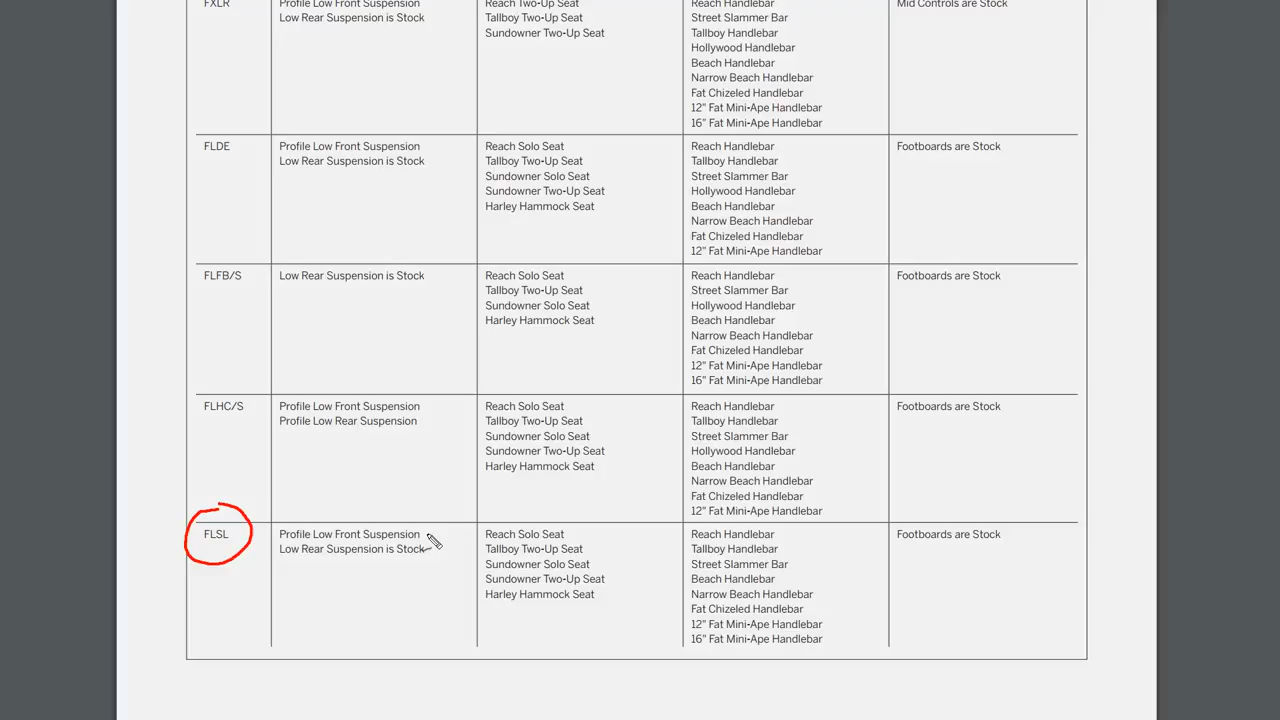 FXLR
Profile Low Front Suspension
Low Rear Suspension is Stock
Reach Two-Up Seat
Tallboy Two-Up Seat
Sundowner Two-Up Seat
Reach Handlebar
Street Slammer Bar
Tallboy Handlebar
Hollywood Handlebar
Beach Handlebar
Narrow Beach Handlebar
Fat Chizeled Handlebar
12" Fat Mini-Ape Handlebar
16" Fat Mini-Ape Handlebar
Mid Controls are Stock
FLDE
Profile Low Front Suspension
Low Rear Suspension is Stock
Reach Solo Seat
Tallboy Two-Up Seat
Sundowner Solo Seat
Sundowner Two-Up Seat
Harley Hammock Seat
Reach Handlebar
Tallboy Handlebar
Street Slammer Bar
Hollywood Handlebar
Beach Handlebar
Narrow Beach Handlebar
Fat Chizeled Handlebar
12" Fat Mini-Ape Handlebar
Footboards are Stock
FLFB/S
Low Rear Suspension is Stock
Reach Solo Seat
Tallboy Two-Up Seat
Sundowner Solo Seat
Harley Hammock Seat
Reach Handlebar
Street Slammer Bar
Hollywood Handlebar
Beach Handlebar
Narrow Beach Handlebar
Fat Chizeled Handlebar
12" Fat Mini-Ape Handlebar
16" Fat Mini-Ape Handlebar
Footboards are Stock
FLHC/S
Profile Low Front Suspension
Profile Low Rear Suspension
Reach Solo Seat
Tallboy Two-Up Seat
Sundowner Solo Seat
Sundowner Two-Up Seat
Harley Hammock Seat
Reach Handlebar
Tallboy Handlebar
Street Slammer Bar
Hollywood Handlebar
Beach Handlebar
Narrow Beach Handlebar
Fat Chizeled Handlebar
12" Fat Mini-Ape Handlebar
Footboards are Stock
FLSL
Profile Low Front Suspension
Low Rear Suspension is Stock
Reach Solo Seat
Tallboy Two-Up Seat
Sundowner Solo Seat
Sundowner Two-Up Seat
Harley Hammock Seat
Reach Handlebar
Tallboy Handlebar
Street Slammer Bar
Beach Handlebar
Narrow Beach Handlebar
Fat Chizeled Handlebar
12" Fat Mini-Ape Handlebar
16" Fat Mini-Ape Handlebar
Footboards are Stock